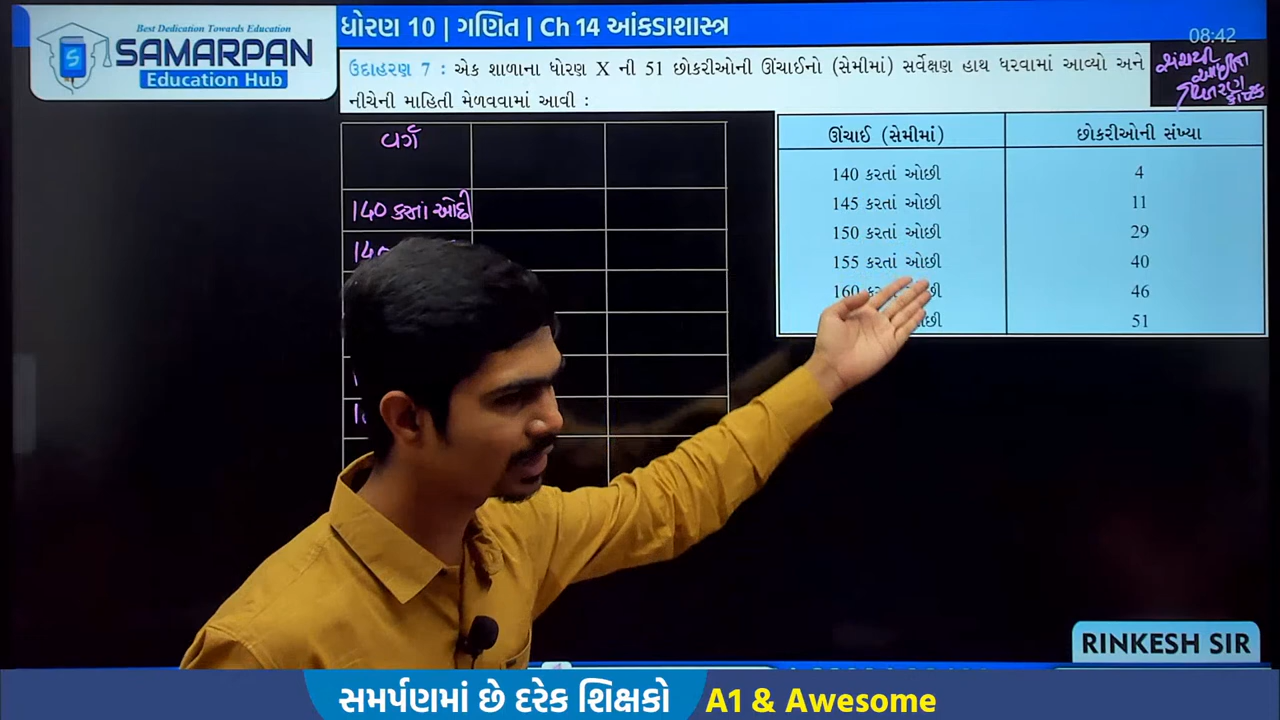 Best Dedication Towards Education
SAMARPAN
Education Hub
ધોરણ 10 | ગણિત | Ch 14 આંકડાશાસ્ત્ર
08:42
ઉદાહરણ 7 : એક શાળાના ધોરણ X ની 51 છોકરીઓની ઊંચાઈનો (સેમીમાં) સર્વેક્ષણ હાથ ધરવામાં આવ્યો અને
નીચેની માહિતી મેળવવામાં આવી :
વર્ગ
140 કરતાં ઓછી
ઊંચાઈ (સેમીમાં) છોકરીઓની સંખ્યા
140 કરતાં ઓછી 4
145 કરતાં ઓછી 11
150 કરતાં ઓછી 29
155 કરતાં ઓછી 40
160 46
51
RINKESH SIR
સમર્પણમાં છે દરેક શિક્ષકો A1 & Awesome